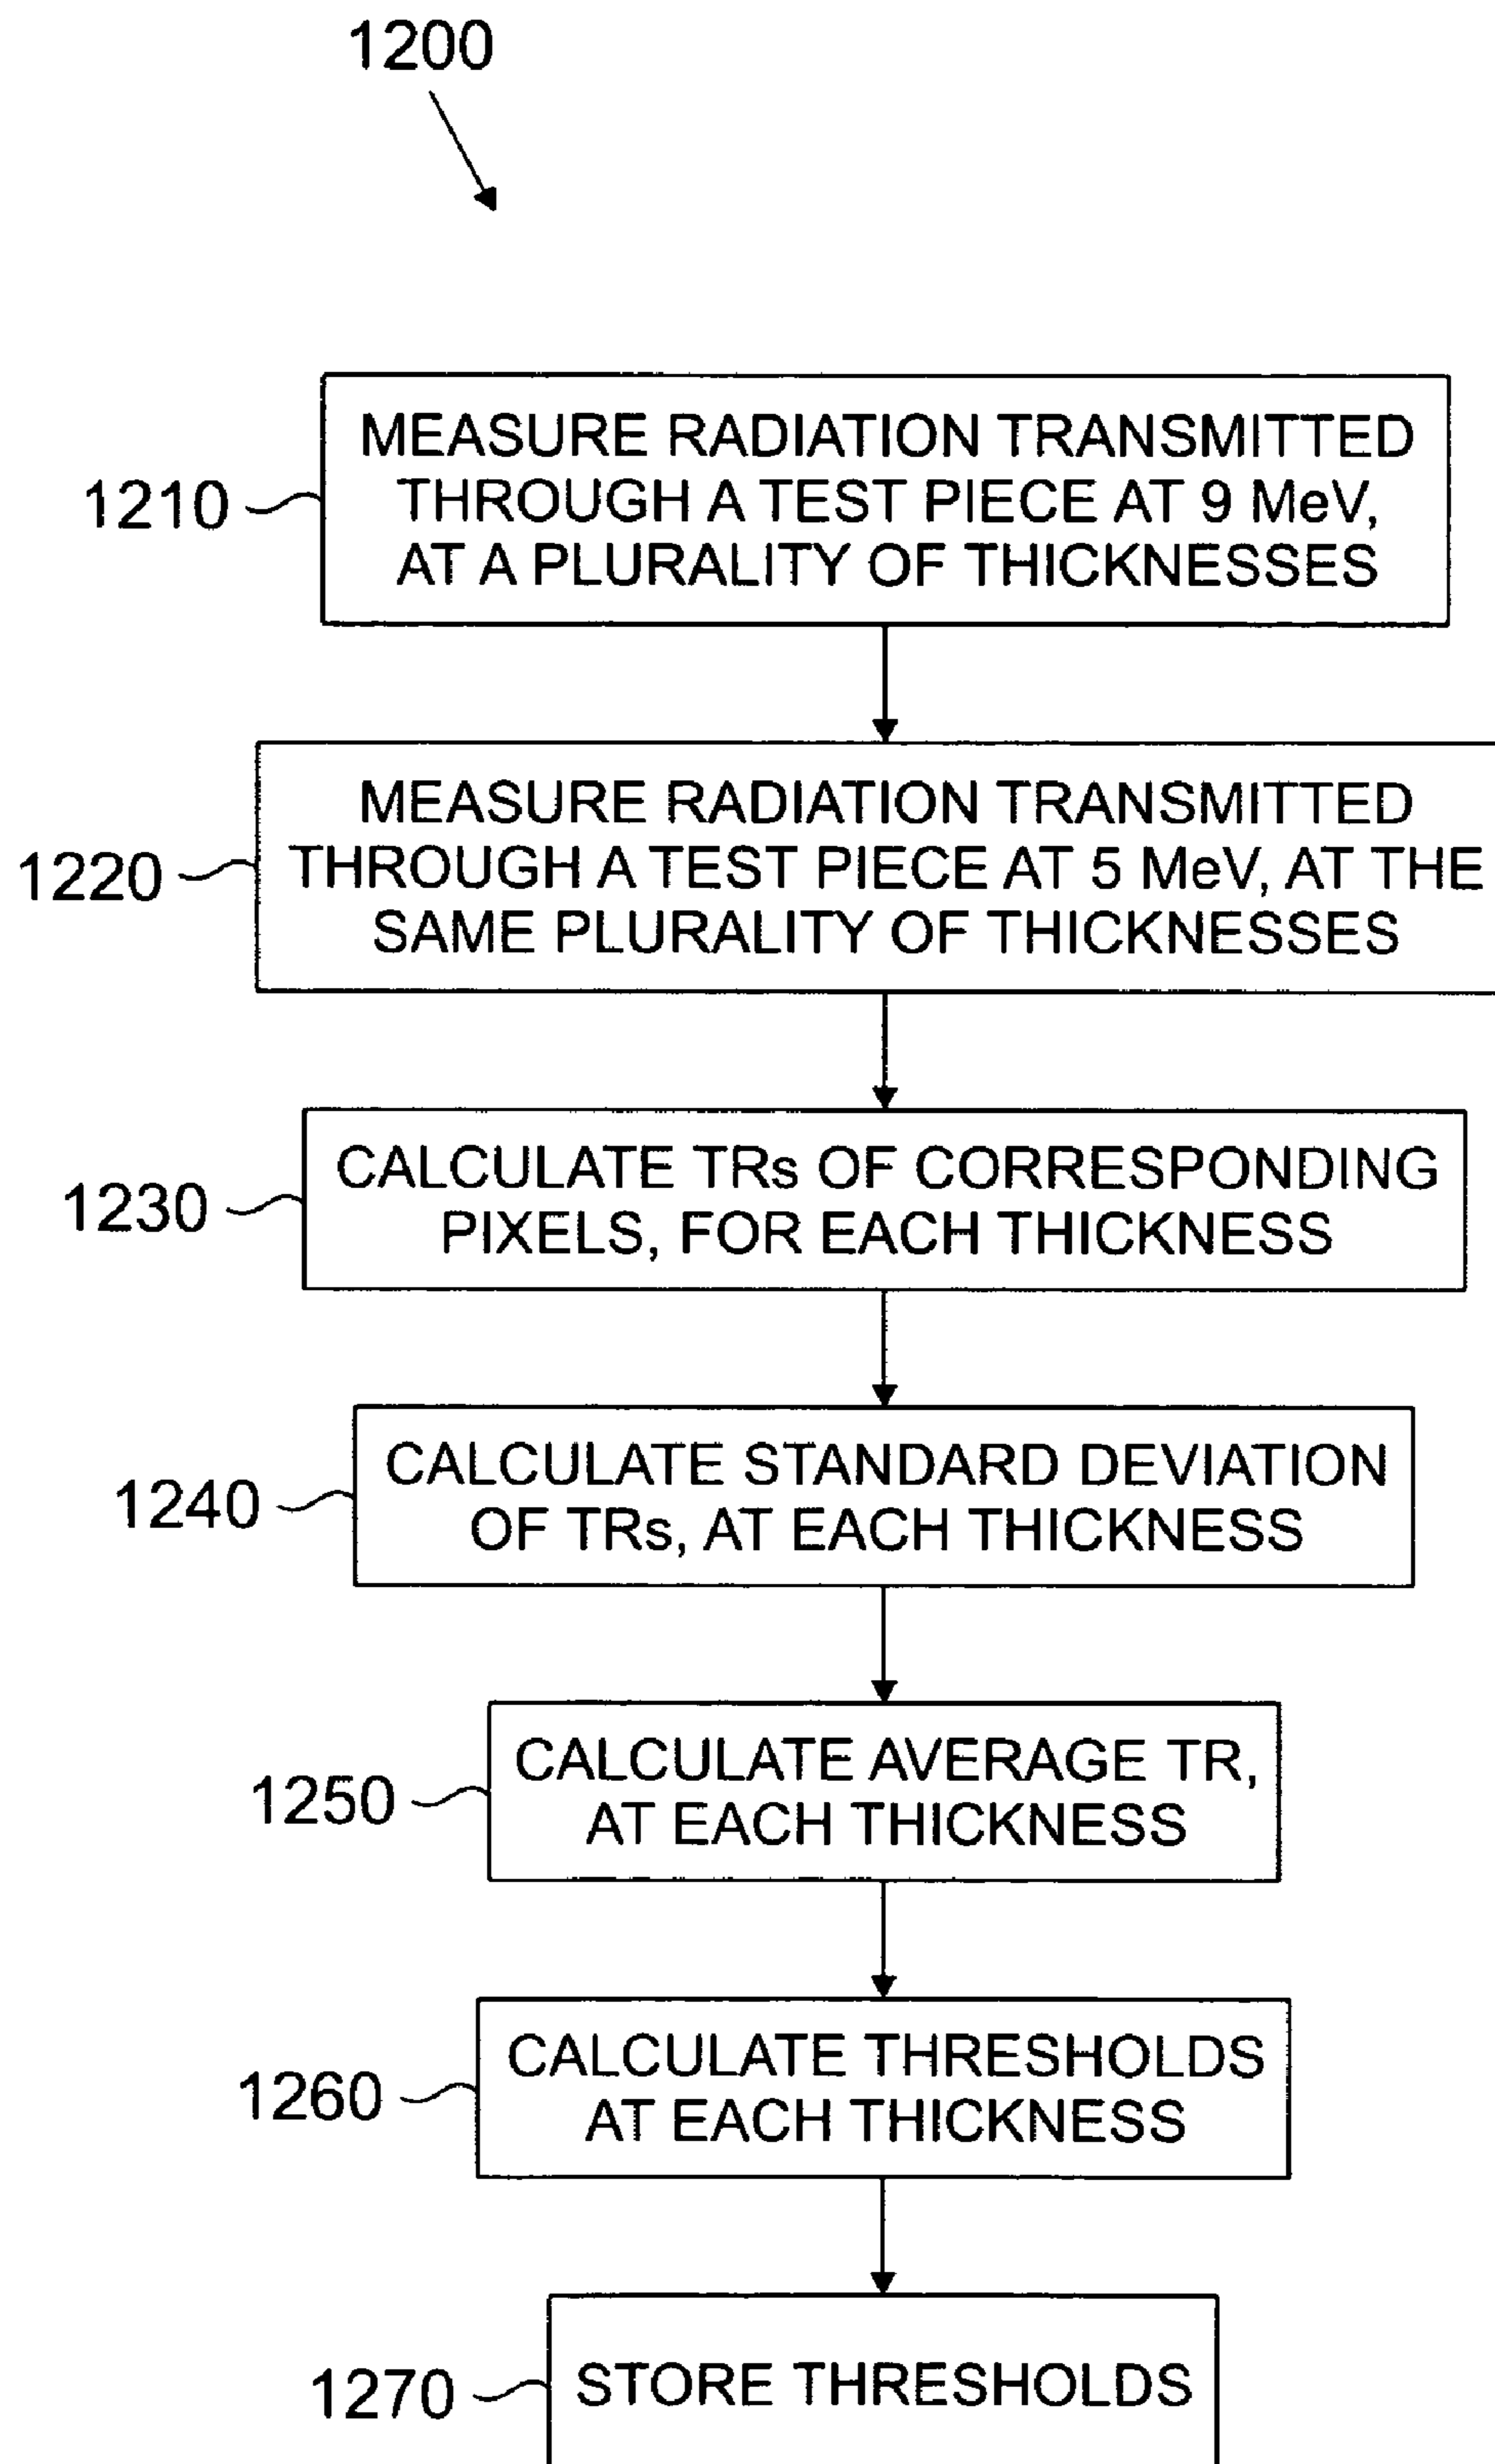 1200
1210
MEASURE RADIATION TRANSMITTED
THROUGH A TEST PIECE AT 9 MeV,
AT A PLURALITY OF THICKNESSES
1220
MEASURE RADIATION TRANSMITTED
THROUGH A TEST PIECE AT 5 MeV, AT THE
SAME PLURALITY OF THICKNESSES
1230
CALCULATE TRs OF CORRESPONDING
PIXELS, FOR EACH THICKNESS
1240
CALCULATE STANDARD DEVIATION
OF TRs, AT EACH THICKNESS
1250
CALCULATE AVERAGE TR,
AT EACH THICKNESS
1260
CALCULATE THRESHOLDS
AT EACH THICKNESS
1270
STORE THRESHOLDS